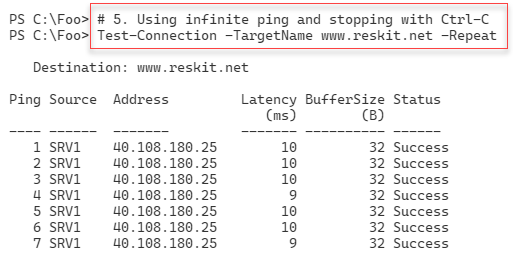 PS C:\Foo> # 5. Using infinite ping and stopping with Ctrl-C
PS C:\Foo> Test-Connection -TargetName www.reskit.net -Repeat
Destination: www.reskit.net
Ping Source Address Latency BufferSize Status
(ms) (B)
---- ------ ------- ------- ---------- ------
1 SRV1 40.108.180.25 10 32 Success
2 SRV1 40.108.180.25 10 32 Success
3 SRV1 40.108.180.25 10 32 Success
4 SRV1 40.108.180.25 9 32 Success
5 SRV1 40.108.180.25 10 32 Success
6 SRV1 40.108.180.25 10 32 Success
7 SRV1 40.108.180.25 9 32 Success